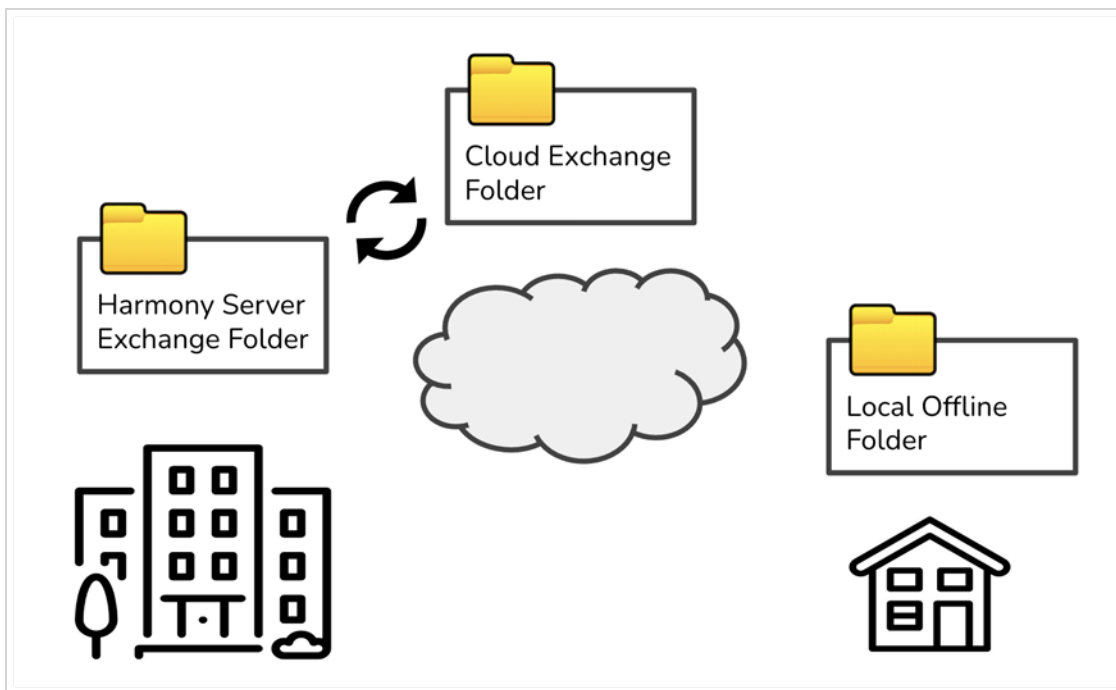 Cloud Exchange
Folder
Harmony Server
Exchange Folder
Local Offline
Folder